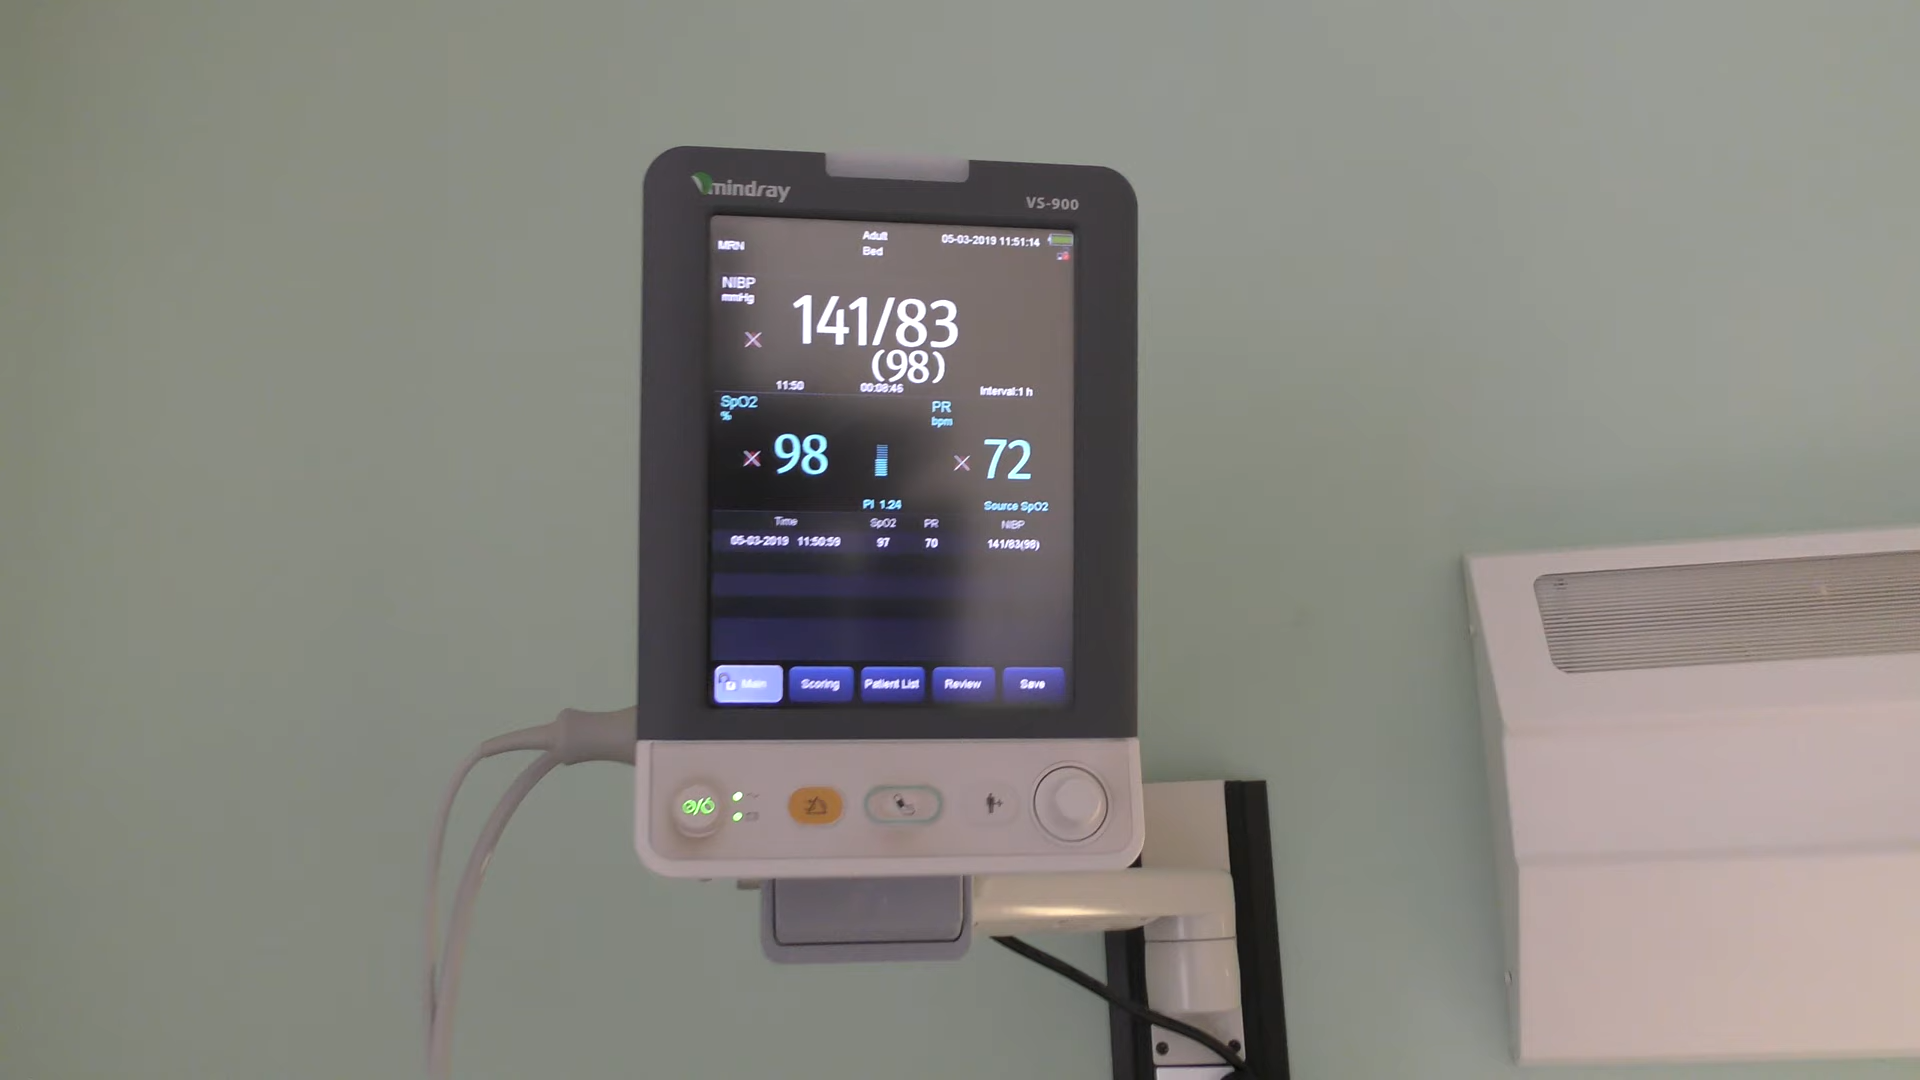 mindray
VS-900
MRN
Adult
Bed
05-03-2019 11:51:14
NIBP
mmHg
141/83
(98)
11:50
00:08:46
Interval:1 h
SpO2
%
98
PR
bpm
72
PI 1.24
Source SpO2
Time SpO2 PR NIBP
05-03-2019 11:50:59 97 70 141/83(98)
Main
Scoring
Patient List
Review
Save